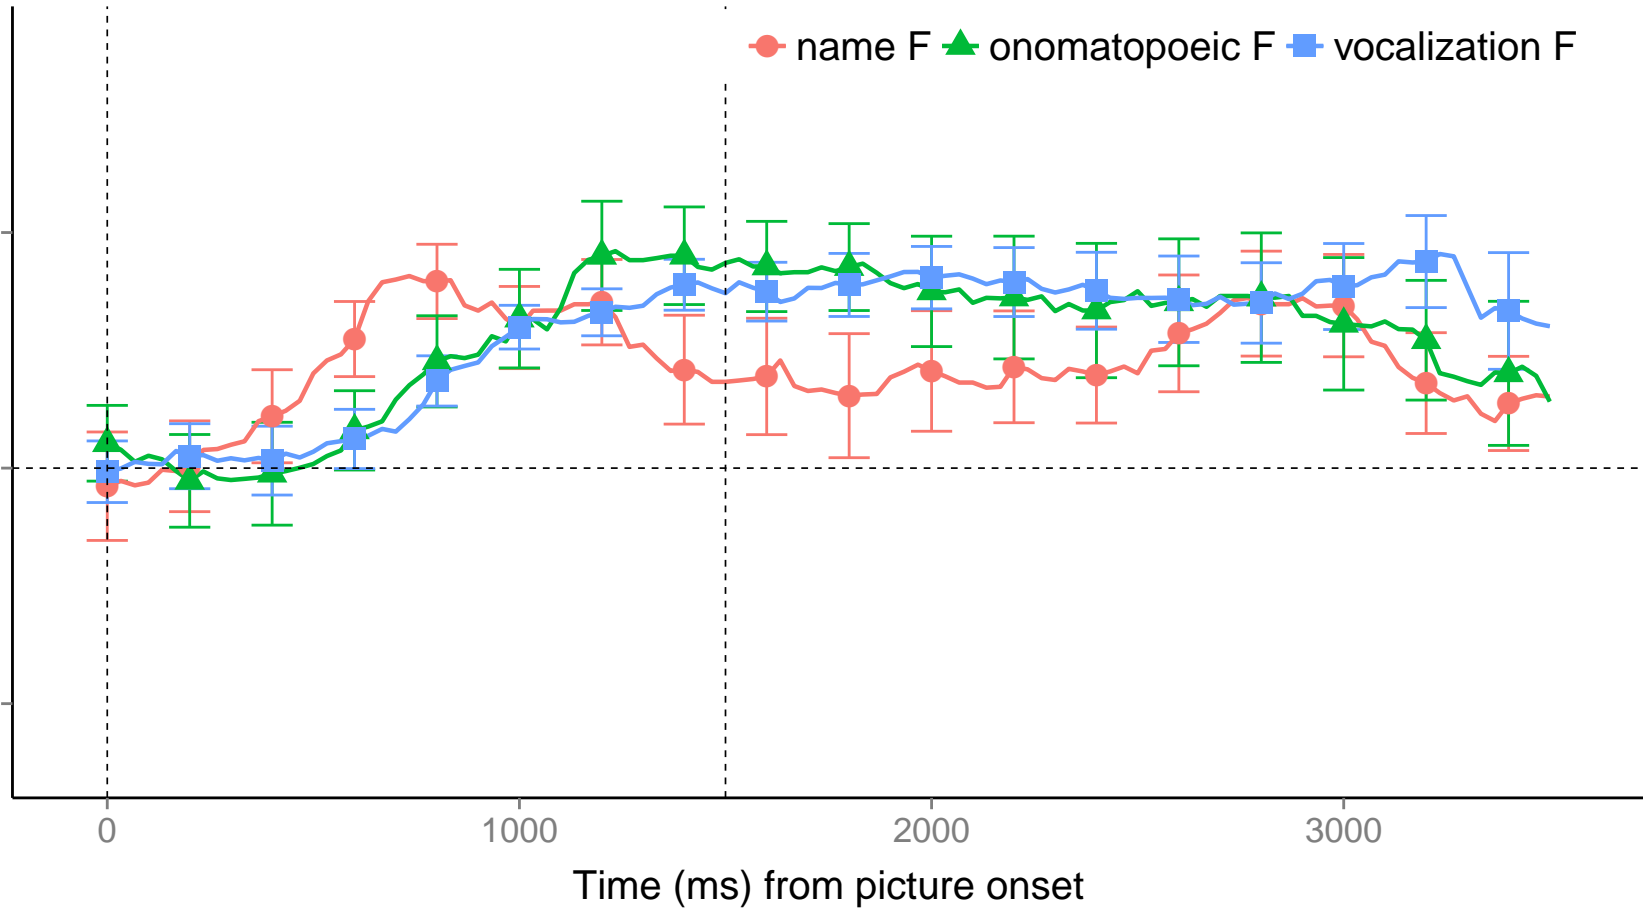 name F onomatopoeic F vocalization F
0 1000 2000 3000
Time (ms) from picture onset